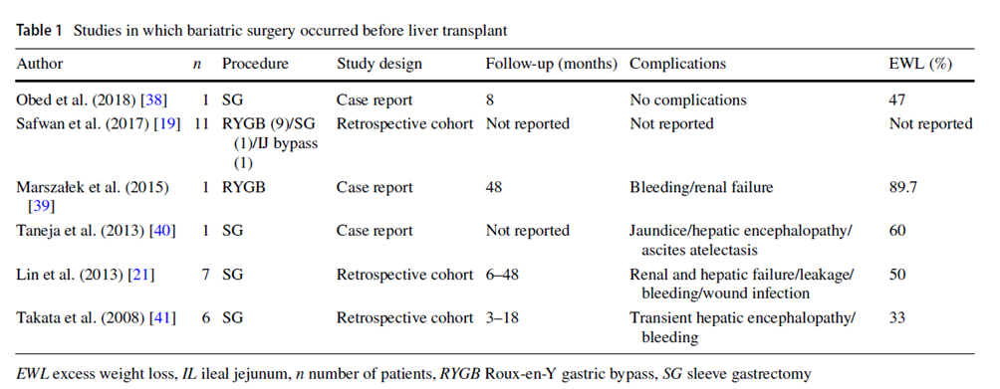 Table 1 Studies in which bariatric surgery occurred before liver transplant
Author n Procedure Study design Follow-up (months) Complications EWL (%)
Obed et al. (2018) [38] 1 SG Case report 8 No complications 47
Safwan et al. (2017) [19] 11 RYGB (9)/SG Retrospective cohort Not reported Not reported Not reported
(1)/IJ bypass
(1)
Marszałek et al. (2015) 1 RYGB Case report 48 Bleeding/renal failure 89.7
[39]
Taneja et al. (2013) [40] 1 SG Case report Not reported Jaundice/hepatic encephalopathy/ 60
ascites atelectasis
Lin et al. (2013) [21] 7 SG Retrospective cohort 6–48 Renal and hepatic failure/leakage/ 50
bleeding/wound infection
Takata et al. (2008) [41] 6 SG Retrospective cohort 3–18 Transient hepatic encephalopathy/ 33
bleeding
EWL excess weight loss, IL ileal jejunum, n number of patients, RYGB Roux-en-Y gastric bypass, SG sleeve gastrectomy